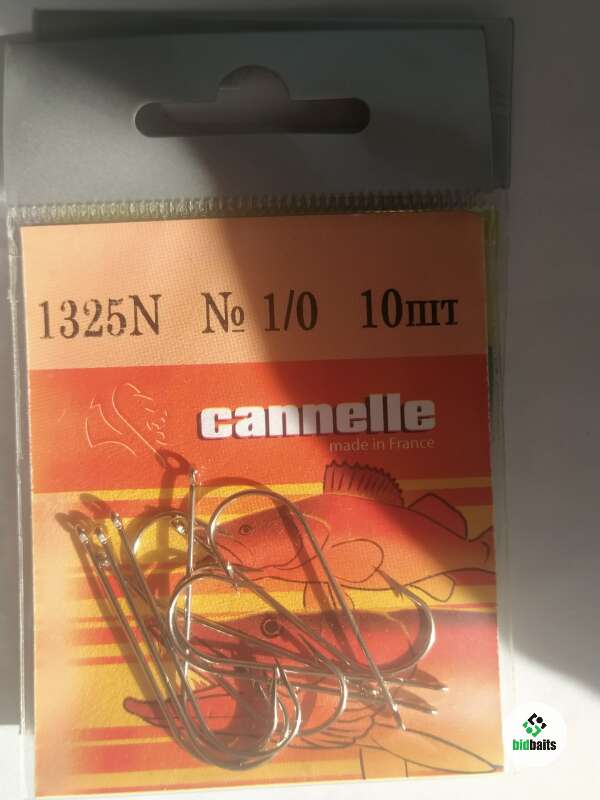 1325N № 1/0 10шт
cannelle
made in France
bidbaits